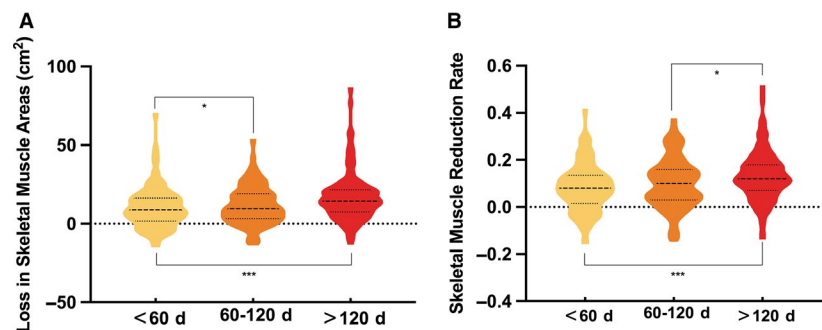 A
Loss in Skeletal Muscle Areas (cm²)
100
50
0
−50
*
***
<60 d
60-120 d
>120 d
B
Skeletal Muscle Reduction Rate
0.6
0.4
0.2
0.0
−0.2
−0.4
*
***
<60 d
60-120 d
>120 d